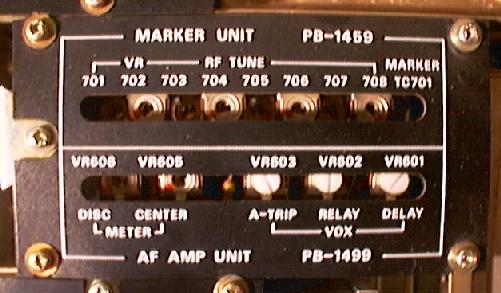 MARKER UNIT PB-1459
VR RF TUNE MARKER
701 702 703 704 705 706 707 708 TC701
VR606 VR605 VR603 VR602 VR601
DISC CENTER A-TRIP RELAY DELAY
METER VOX
AF AMP UNIT PB-1499